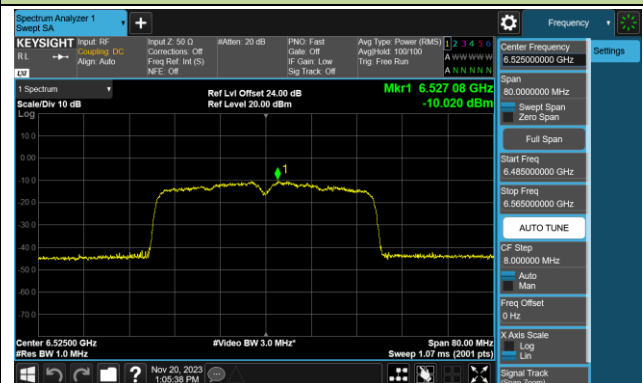 Spectrum Analyzer 1
Swept SA
Frequency
KEYSIGHT
Input: RF
Input Z: 50 Ω
#Atten: 20 dB
PNO: Fast
Avg Type: Power (RMS)
1 2 3 4 5 6
RL
Coupling: DC
Corrections: Off
Gate: Off
Avg|Hold: 100/100
A W W W W W
Align: Auto
Freq Ref: Int (S)
IF Gain: Low
Trig: Free Run
NFE: Off
Sig Track: Off
A N N N N N
LXI
Center Frequency
6.525000000 GHz
Settings
Span
80.0000000 MHz
Swept Span
Zero Span
Full Span
Start Freq
6.485000000 GHz
Stop Freq
6.565000000 GHz
AUTO TUNE
CF Step
8.000000 MHz
Auto
Man
Freq Offset
0 Hz
X Axis Scale
Log
Lin
Signal Track
(Span Zoom)
1 Spectrum
Scale/Div 10 dB
Log
Ref Lvl Offset 24.00 dB
Ref Level 20.00 dBm
Mkr1 6.527 08 GHz
-10.020 dBm
10.0
0.00
-10.0
-20.0
-30.0
-40.0
-50.0
-60.0
-70.0
1
Center 6.52500 GHz
#Video BW 3.0 MHz*
Span 80.00 MHz
#Res BW 1.0 MHz
Sweep 1.07 ms (2001 pts)
?
Nov 20, 2023
1:05:38 PM